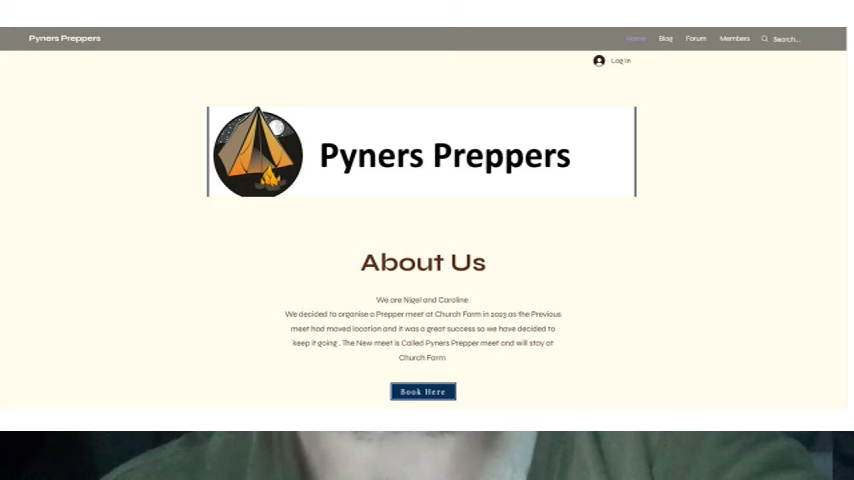 Pyners Preppers
Home Blog Forum Members Search...
Log In
Pyners Preppers
About Us
We are Nigel and Caroline
We decided to organise a Prepper meet at Church Farm in 2023 as the Previous
meet had moved location and it was a great success so we have decided to
keep it going . The New meet is Called Pyners Prepper meet and will stay at
Church Farm
Book Here